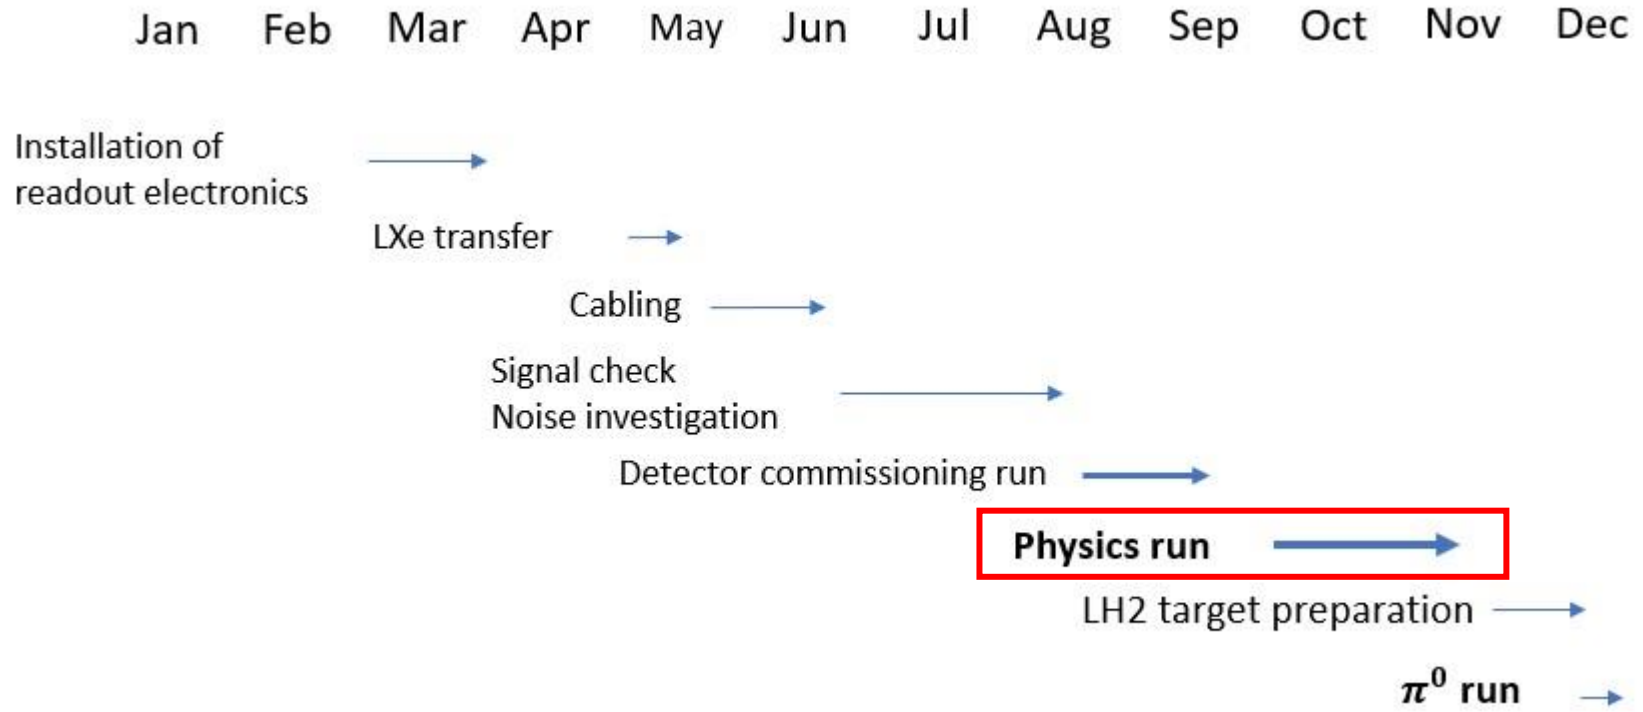 Jan Feb Mar Apr May Jun Jul Aug Sep Oct Nov Dec
Installation of
readout electronics
LXe transfer
Cabling
Signal check
Noise investigation
Detector commissioning run
Physics run
LH2 target preparation
π⁰ run